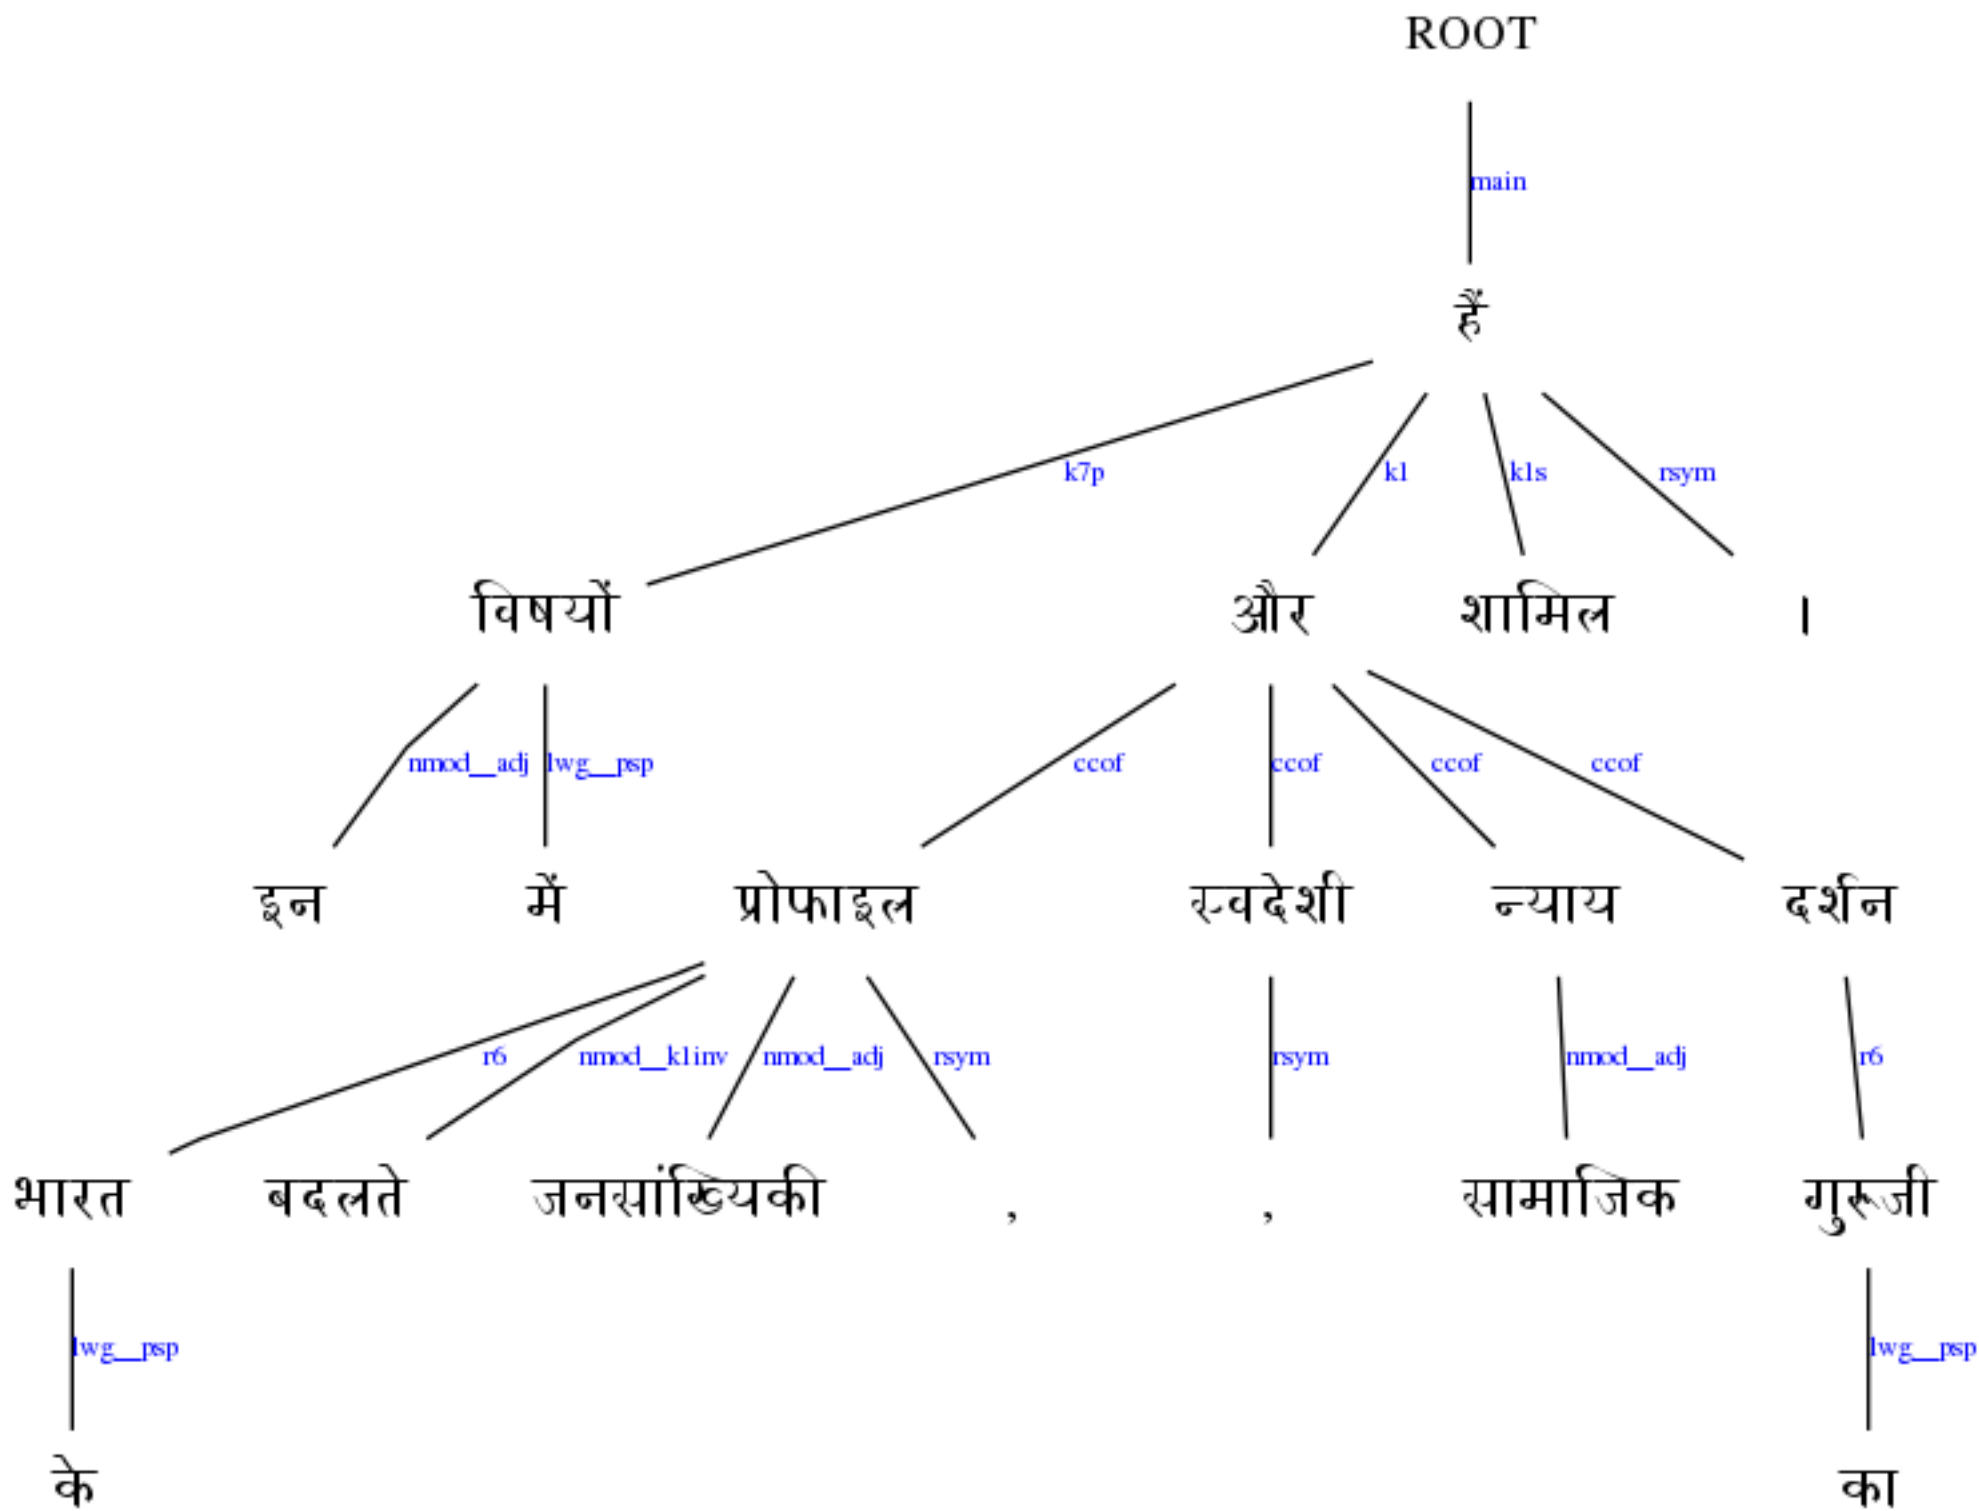 ROOT
main
हैं
k7p k1 k1s rsym
विषयों और शामिल ।
nmod__adj lwg__psp ccof ccof ccof ccof
इन में प्रोफाइल स्वदेशी न्याय दर्शन
r6 nmod__k1inv nmod__adj rsym rsym nmod__adj r6
भारत बदलते जनसांख्यिकी , , सामाजिक गुरूजी
lwg__psp lwg__psp
के का